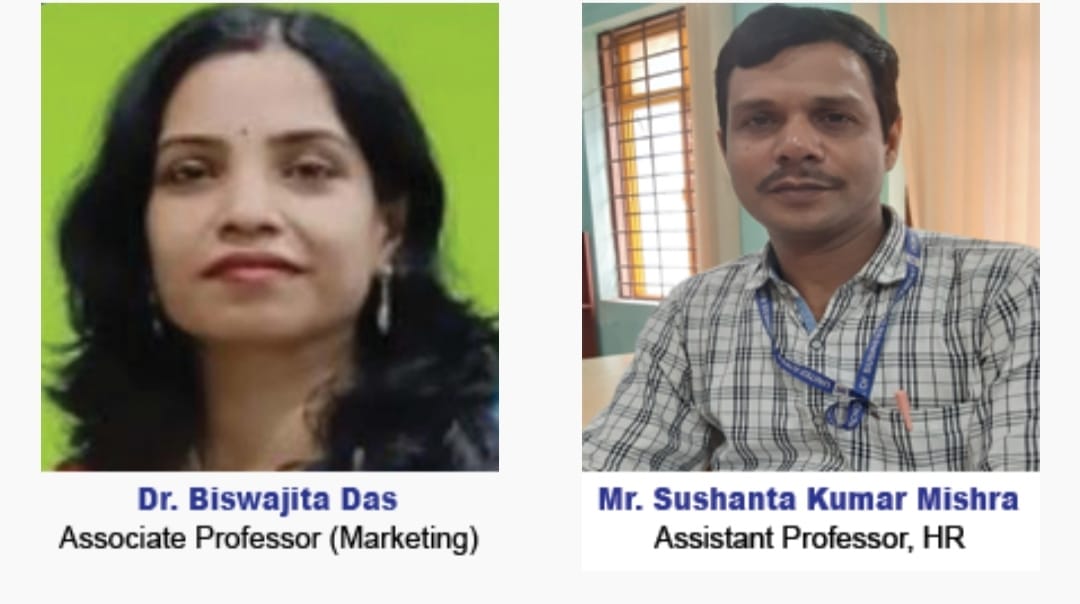 Dr. Biswajita Das
Associate Professor (Marketing)
Mr. Sushanta Kumar Mishra
Assistant Professor, HR